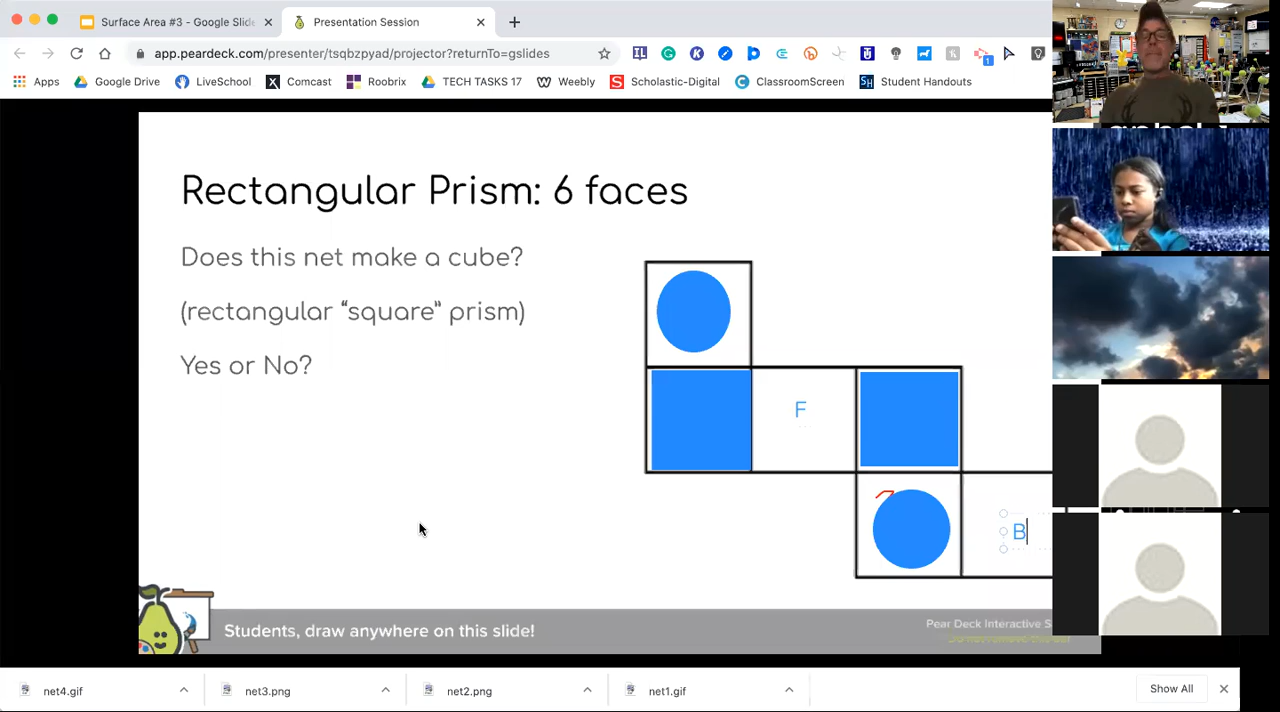 Surface Area #3 - Google Slide
Presentation Session
app.peardeck.com/presenter/tsqbzpyad/projector?returnTo=gslides
Apps
Google Drive
LiveSchool
Comcast
Roobrix
TECH TASKS 17
Weebly
Scholastic-Digital
ClassroomScreen
Student Handouts
Rectangular Prism: 6 faces
Does this net make a cube?
(rectangular “square” prism)
Yes or No?
F
B
Students, draw anywhere on this slide!
Pear Deck Interactive S
net4.gif
net3.png
net2.png
net1.gif
Show All